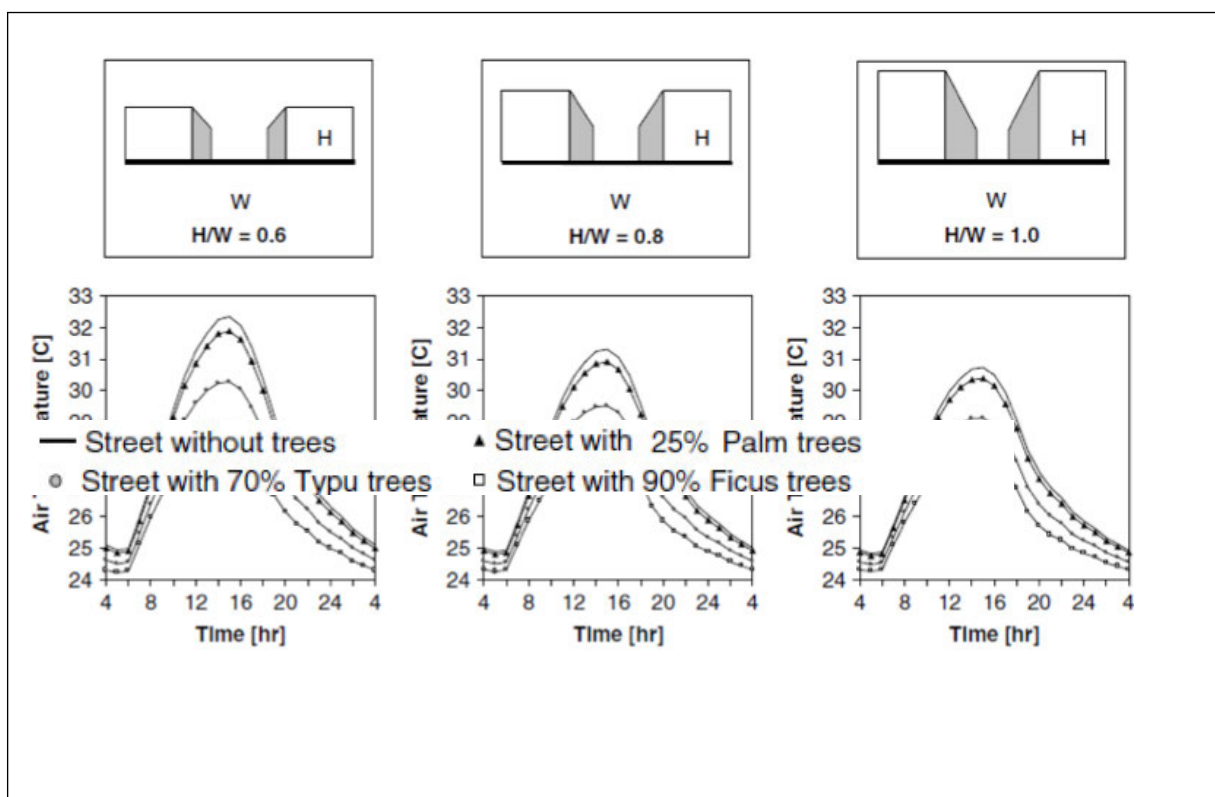 H
W
H/W = 0.6
H
W
H/W = 0.8
H
W
H/W = 1.0
33
32
31
30
26
25
24
4 8 12 16 20 24 4
Time [hr]
33
32
31
30
26
25
24
4 8 12 16 20 24 4
Time [hr]
33
32
31
30
26
25
24
4 8 12 16 20 24 4
Time [hr]
Street without trees
Street with 25% Palm trees
Street with 70% Typu trees
Street with 90% Ficus trees